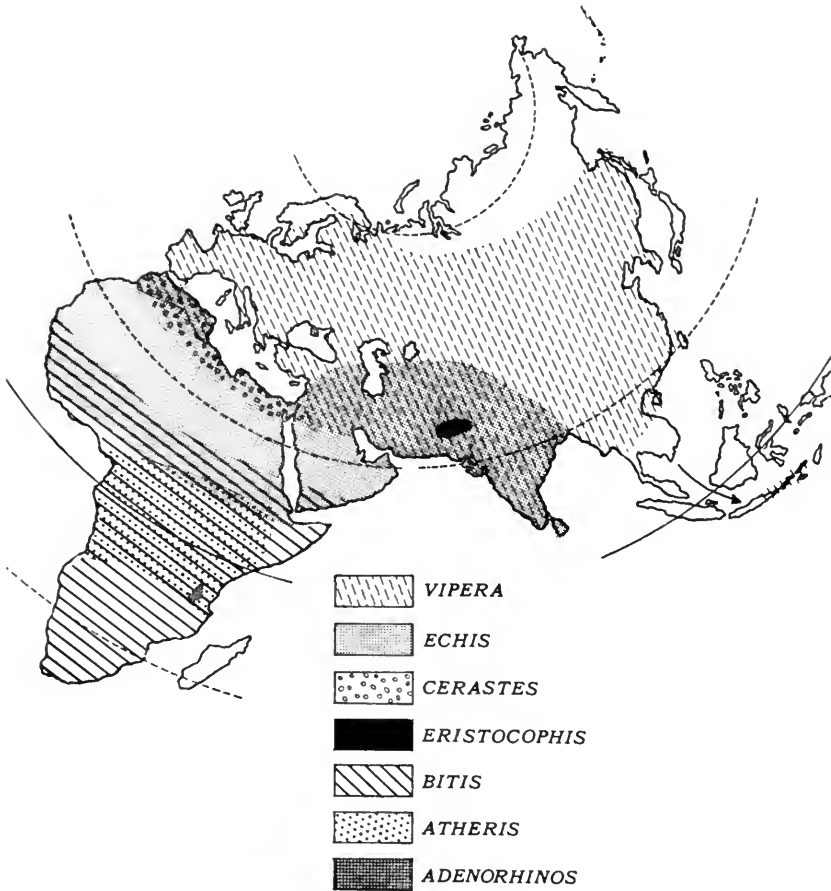 VIPERA
ECHIS
CERASTES
ERISTOCOPHIS
BITIS
ATHERIS
ADENORHINOS